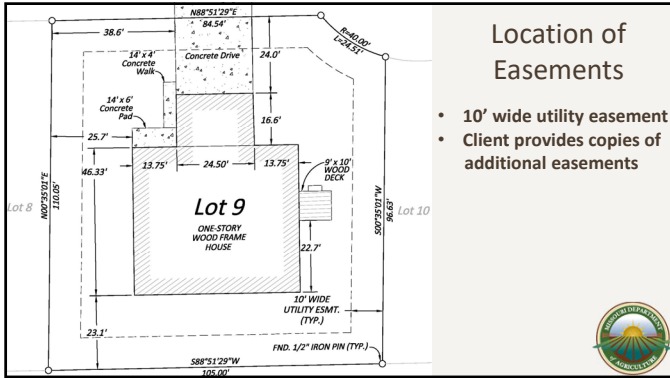 N88°51'29"E
84.54'
38.6'
R=40.00'
L=24.51'
14' x 4'
Concrete
Walk
Concrete Drive
24.0'
14' x 6'
Concrete
Pad
16.6'
25.7'
13.75'
24.50'
13.75'
9' x 10'
WOOD
DECK
46.33'
N00°35'01"E
110.05'
Lot 8
Lot 9
ONE-STORY
WOOD FRAME
HOUSE
S00°35'01"W
96.63'
Lot 10
22.7'
10' WIDE
UTILITY ESMT.
(TYP.)
23.1'
FND. 1/2" IRON PIN (TYP.)
S88°51'29"W
105.00'
Location of
Easements
• 10' wide utility easement
• Client provides copies of
additional easements
MISSOURI DEPARTMENT
of AGRICULTURE